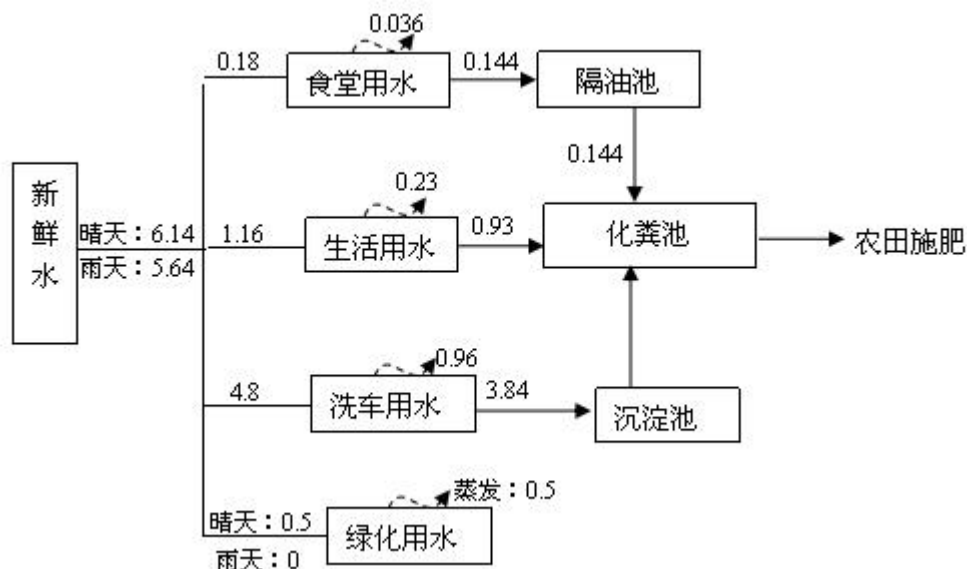 0.036
0.18
食堂用水
0.144
隔油池
0.144
新鲜水
晴天：6.14
雨天：5.64
0.23
1.16
生活用水
0.93
化粪池
农田施肥
0.96
4.8
洗车用水
3.84
沉淀池
蒸发：0.5
晴天：0.5
雨天：0
绿化用水